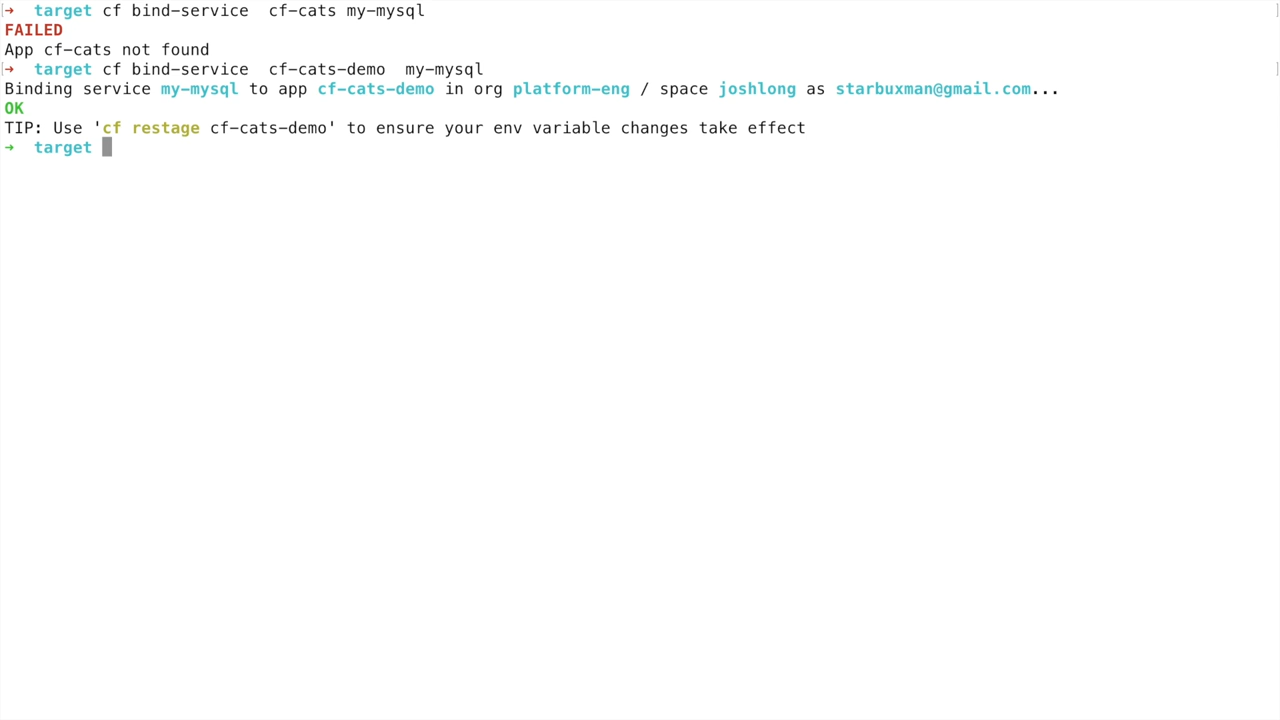 ➜  target cf bind-service  cf-cats my-mysql
FAILED
App cf-cats not found
➜  target cf bind-service  cf-cats-demo  my-mysql
Binding service my-mysql to app cf-cats-demo in org platform-eng / space joshlong as starbuxman@gmail.com...
OK
TIP: Use 'cf restage cf-cats-demo' to ensure your env variable changes take effect
➜  target